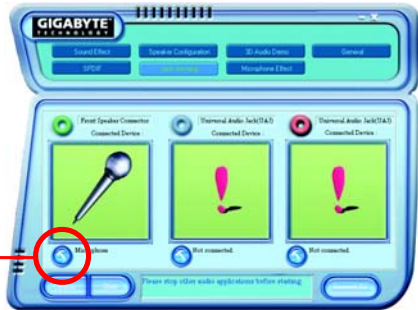 GIGABYTE™
TECHNOLOGY
Sound Effect
Speaker Configuration
3D Audio Demo
General
SPDIF
Microphone Effect
Front Speaker Connector
Connected Device :
Universal Audio Jack(UAJ)
Connected Device :
Universal Audio Jack(UAJ)
Connected Device :
Microphone
Not connected.
Not connected.
Please stop other audio applications before starting